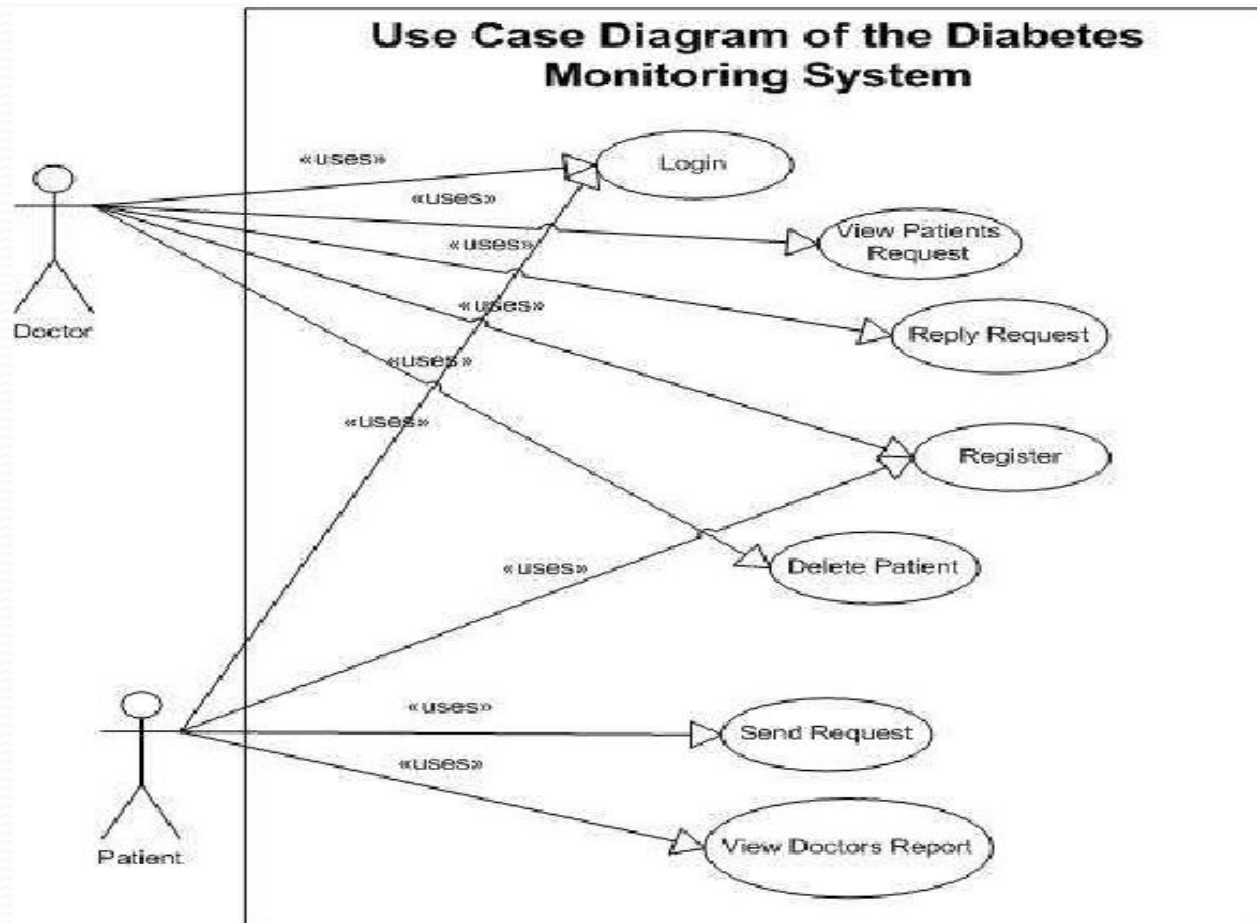 Use Case Diagram of the Diabetes
Monitoring System
«uses»
Login
«uses»
View Patients
Request
«uses»
Doctor
«uses»
Reply Request
«uses»
«uses»
Register
«uses»
Delete Patient
«uses»
Send Request
«uses»
View Doctors Report
Patient